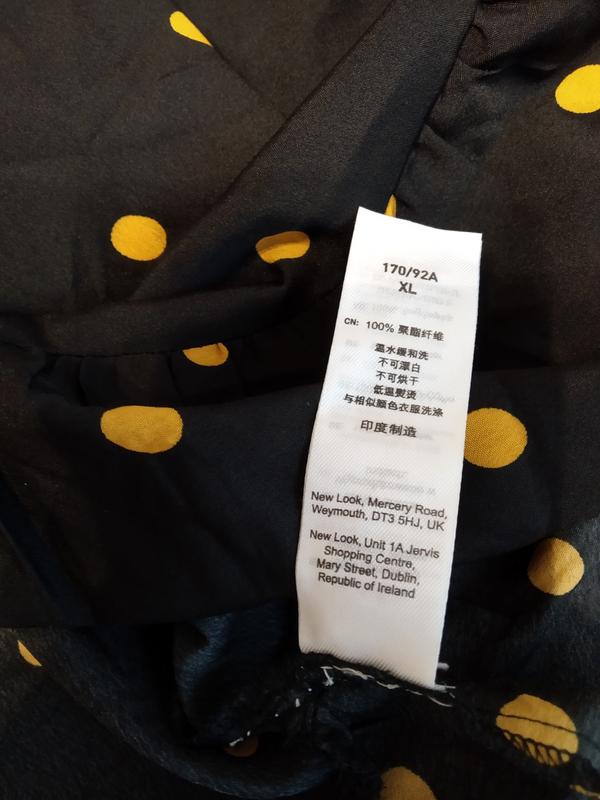 170/92A
XL
CN: 100% 聚酯纤维
温水缓和洗
不可漂白
不可烘干
低温熨烫
与相似颜色衣服洗涤
印度制造
New Look, Mercery Road,
Weymouth, DT3 5HJ, UK
New Look, Unit 1A Jervis
Shopping Centre,
Mary Street, Dublin,
Republic of Ireland